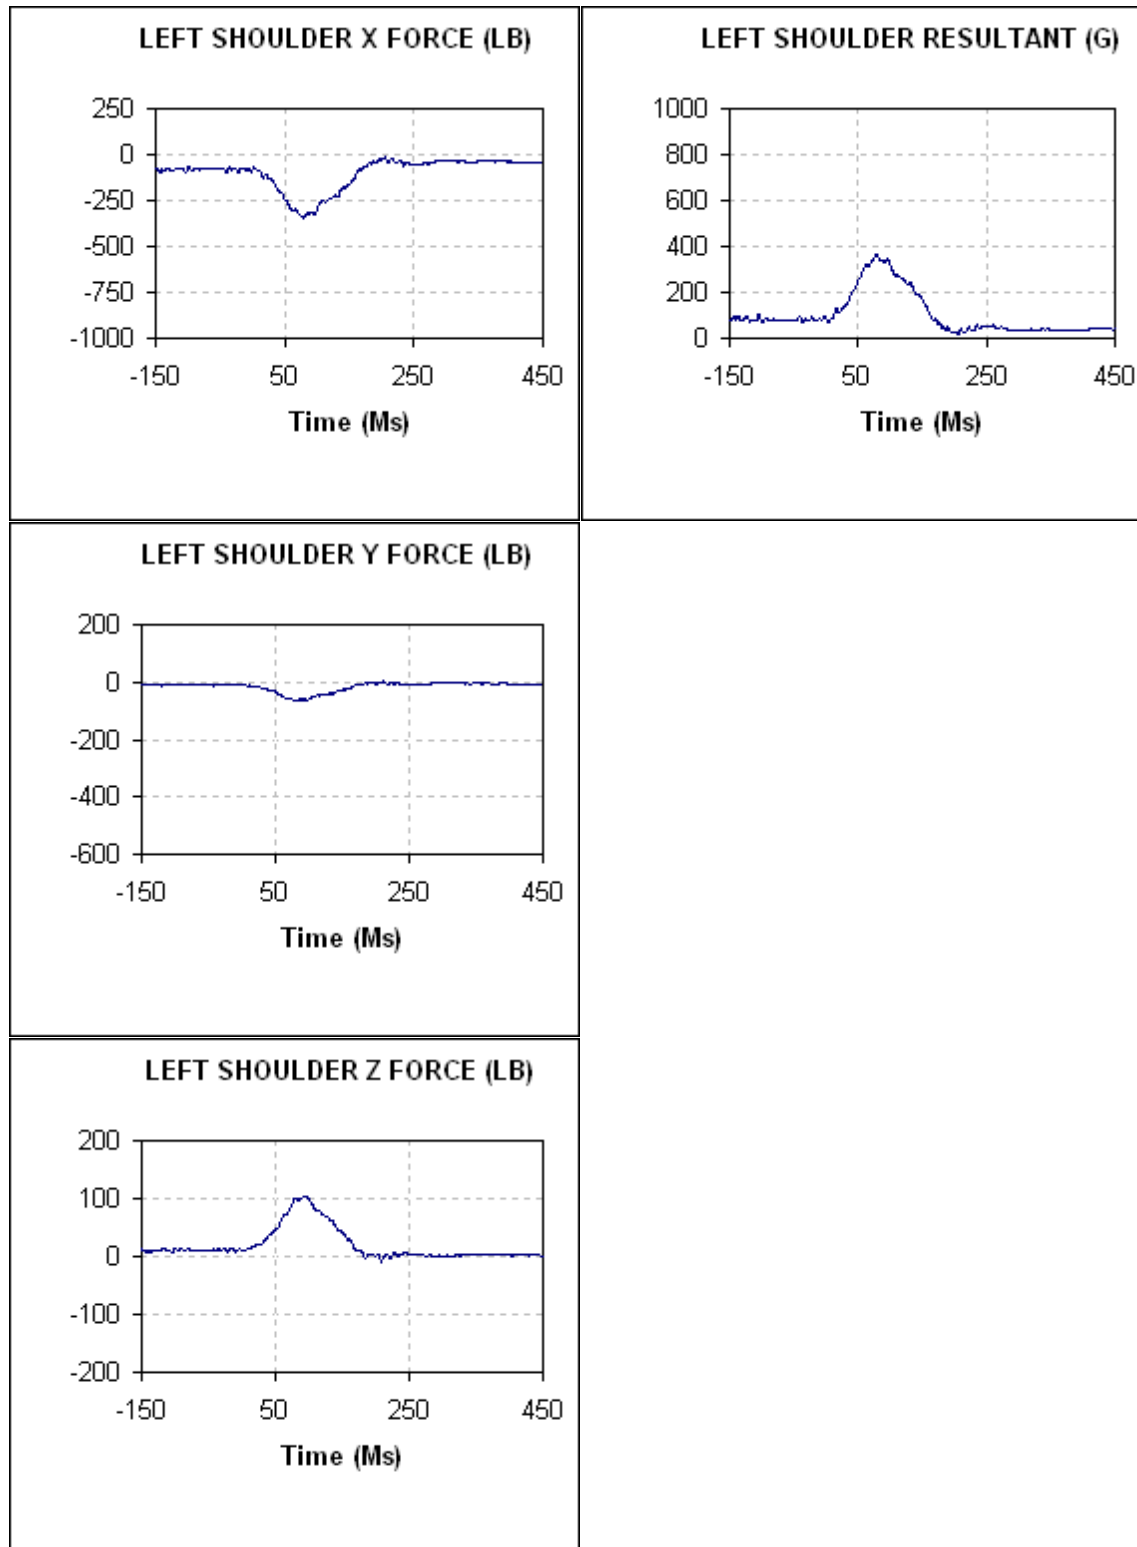 LEFT SHOULDER X FORCE (LB)
250
0
-250
-500
-750
-1000
-150 50 250 450
Time (Ms)
LEFT SHOULDER RESULTANT (G)
1000
800
600
400
200
0
-150 50 250 450
Time (Ms)
LEFT SHOULDER Y FORCE (LB)
200
0
-200
-400
-600
-150 50 250 450
Time (Ms)
LEFT SHOULDER Z FORCE (LB)
200
100
0
-100
-200
-150 50 250 450
Time (Ms)